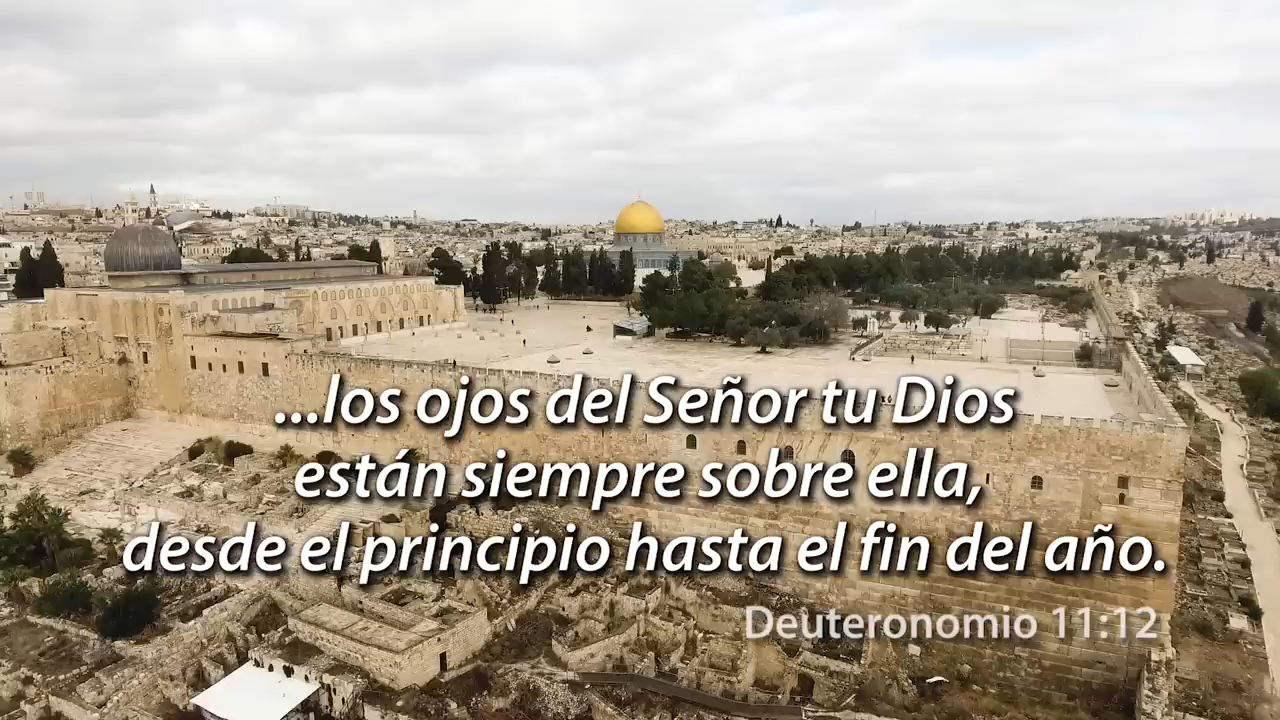 ...los ojos del Señor tu Dios
están siempre sobre ella,
desde el principio hasta el fin del año.
Deuteronomio 11:12